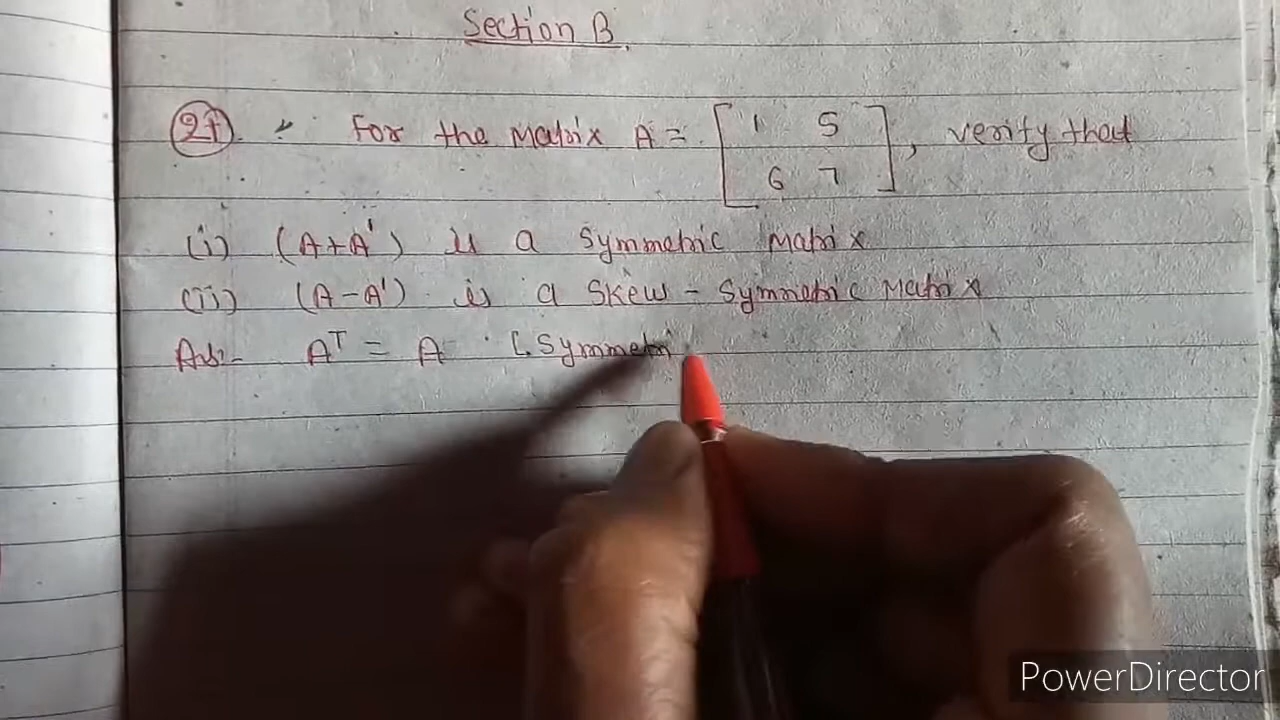 Section B.
21. For the Matrix A = [ 1 5 ], verify that
6 7
(i) (A+A') is a Symmetric Matrix
(ii) (A-A') is a Skew - Symmetric Matrix
Ans:- A^T = A [Symmetri
PowerDirector